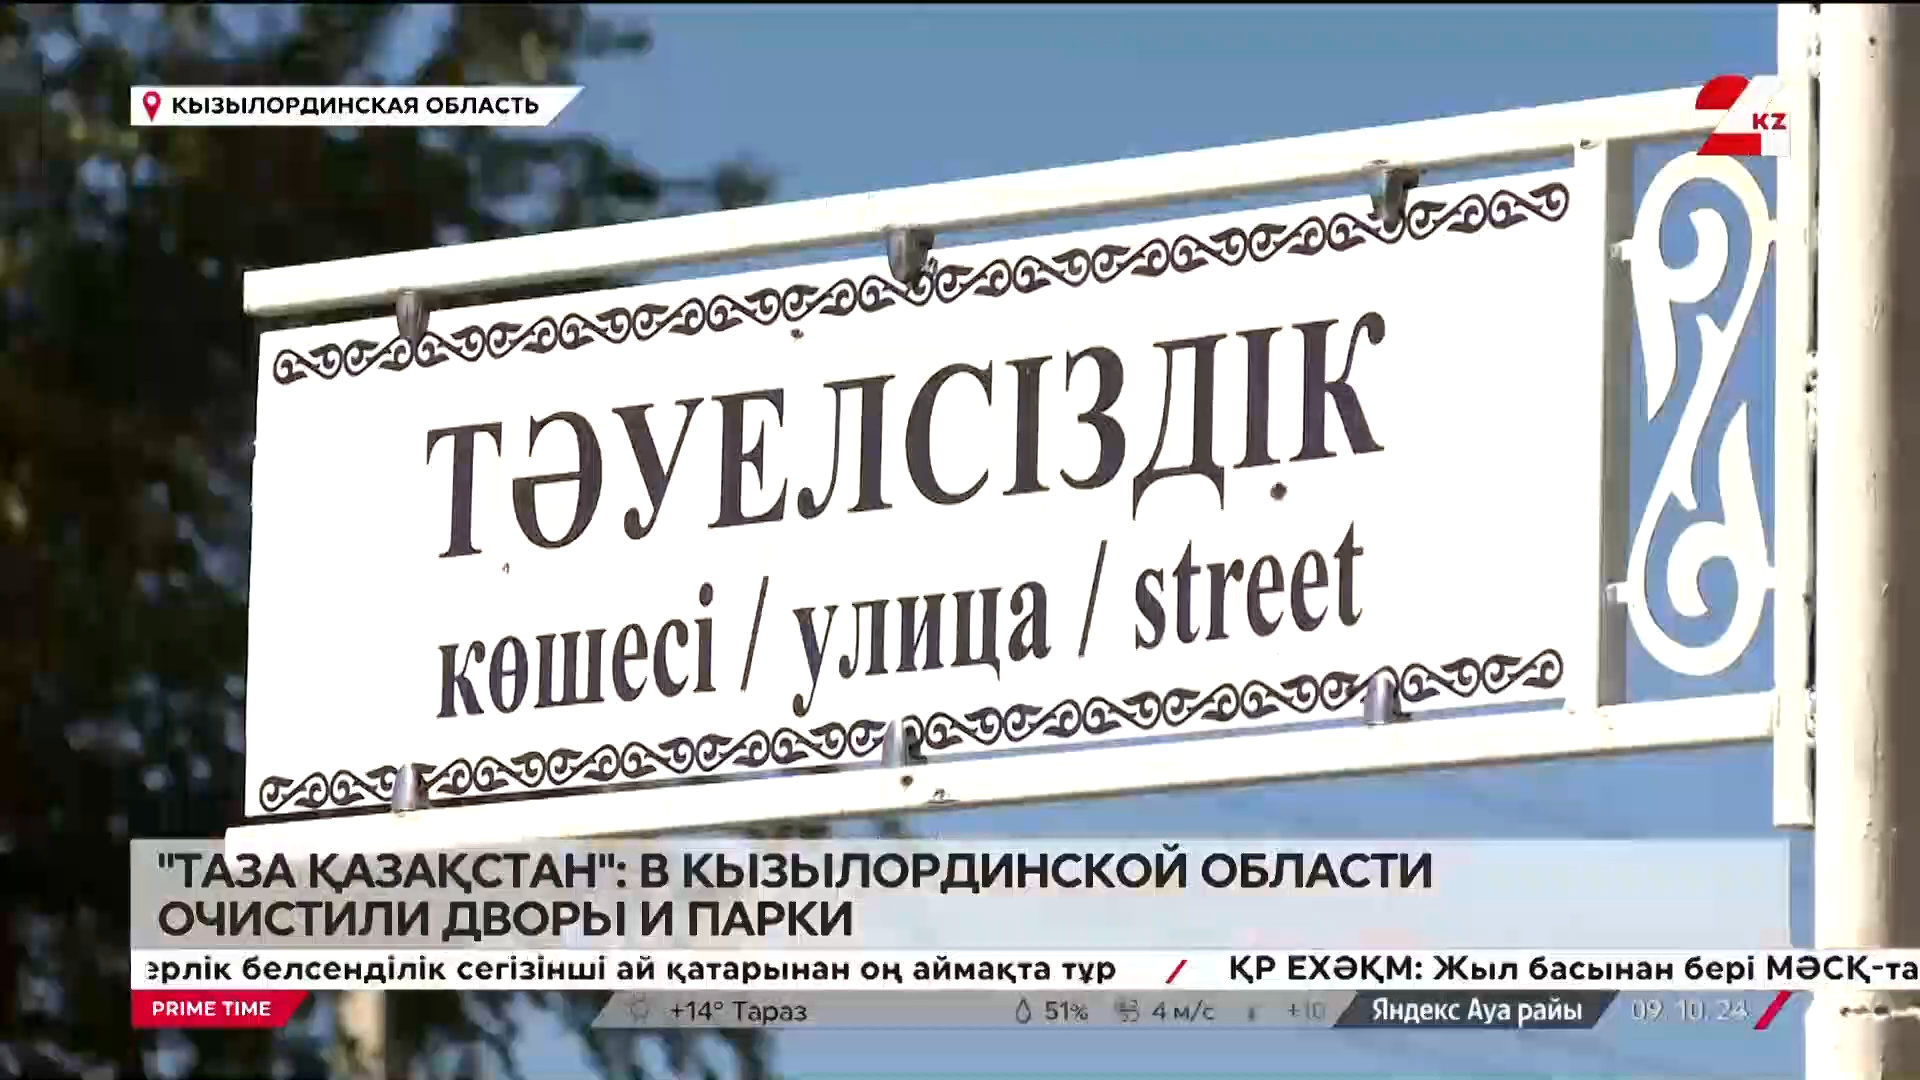 КЫЗЫЛОРДИНСКАЯ ОБЛАСТЬ
KZ
ТӘУЕЛСІЗДІК
көшесі / улица / street
"ТАЗА ҚАЗАҚСТАН": В КЫЗЫЛОРДИНСКОЙ ОБЛАСТИ
ОЧИСТИЛИ ДВОРЫ И ПАРКИ
ерлік белсенділік сегізінші ай қатарынан оң аймақта тұр / ҚР ЕХӘҚМ: Жыл басынан бері МӘСҚ-та
PRIME TIME
+14° Тараз 51% 4 м/с +10 Яндекс Ауа райы 09.10.24